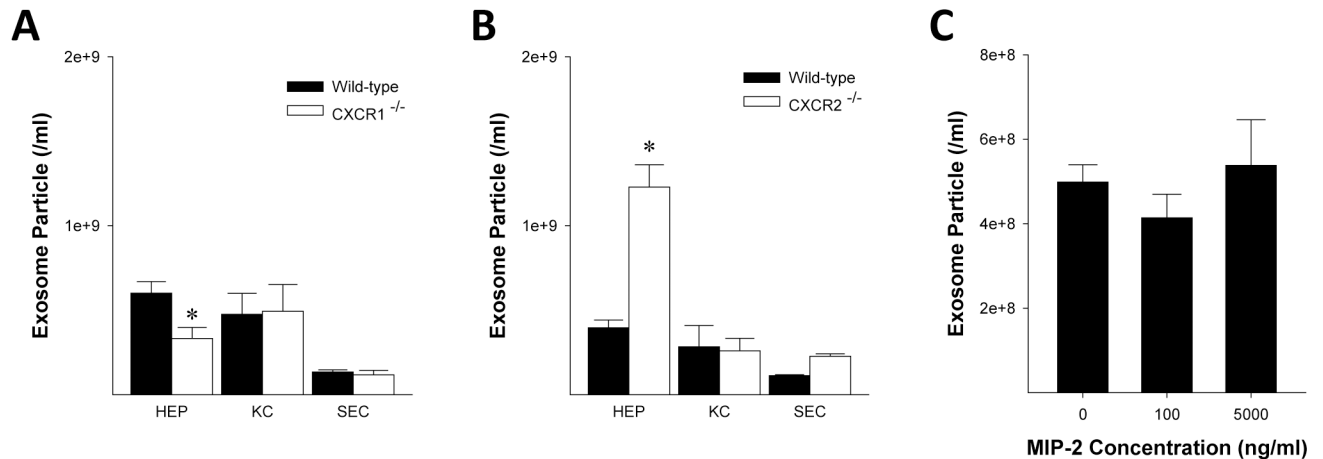 A
Exosome Particle (/ml)
2e+9
1e+9
Wild-type
CXCR1 -/-
*
HEP KC SEC
B
Exosome Particle (/ml)
2e+9
1e+9
Wild-type
CXCR2 -/-
*
HEP KC SEC
C
Exosome Particle (/ml)
8e+8
6e+8
4e+8
2e+8
0 100 5000
MIP-2 Concentration (ng/ml)